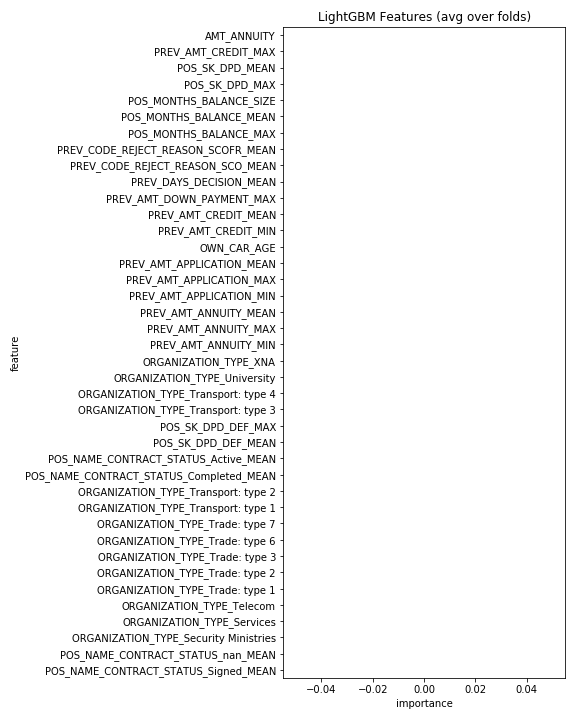 LightGBM Features (avg over folds)
AMT_ANNUITY
PREV_AMT_CREDIT_MAX
POS_SK_DPD_MEAN
POS_SK_DPD_MAX
POS_MONTHS_BALANCE_SIZE
POS_MONTHS_BALANCE_MEAN
POS_MONTHS_BALANCE_MAX
PREV_CODE_REJECT_REASON_SCOFR_MEAN
PREV_CODE_REJECT_REASON_SCO_MEAN
PREV_DAYS_DECISION_MEAN
PREV_AMT_DOWN_PAYMENT_MAX
PREV_AMT_CREDIT_MEAN
PREV_AMT_CREDIT_MIN
OWN_CAR_AGE
PREV_AMT_APPLICATION_MEAN
PREV_AMT_APPLICATION_MAX
PREV_AMT_APPLICATION_MIN
PREV_AMT_ANNUITY_MEAN
PREV_AMT_ANNUITY_MAX
PREV_AMT_ANNUITY_MIN
ORGANIZATION_TYPE_XNA
ORGANIZATION_TYPE_University
ORGANIZATION_TYPE_Transport: type 4
ORGANIZATION_TYPE_Transport: type 3
POS_SK_DPD_DEF_MAX
POS_SK_DPD_DEF_MEAN
POS_NAME_CONTRACT_STATUS_Active_MEAN
POS_NAME_CONTRACT_STATUS_Completed_MEAN
ORGANIZATION_TYPE_Transport: type 2
ORGANIZATION_TYPE_Transport: type 1
ORGANIZATION_TYPE_Trade: type 7
ORGANIZATION_TYPE_Trade: type 6
ORGANIZATION_TYPE_Trade: type 3
ORGANIZATION_TYPE_Trade: type 2
ORGANIZATION_TYPE_Trade: type 1
ORGANIZATION_TYPE_Telecom
ORGANIZATION_TYPE_Services
ORGANIZATION_TYPE_Security Ministries
POS_NAME_CONTRACT_STATUS_nan_MEAN
POS_NAME_CONTRACT_STATUS_Signed_MEAN
feature
−0.04 −0.02 0.00 0.02 0.04
importance